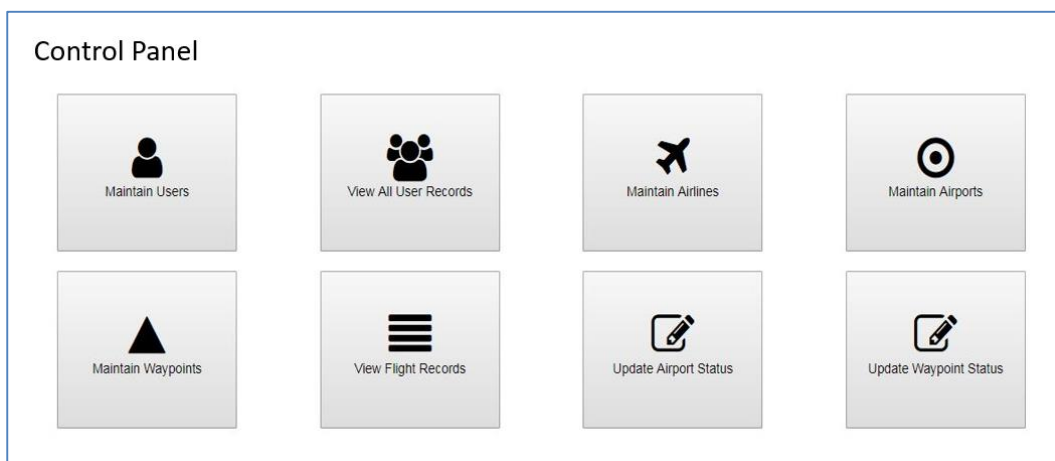 Control Panel
Maintain Users
View All User Records
Maintain Airlines
Maintain Airports
Maintain Waypoints
View Flight Records
Update Airport Status
Update Waypoint Status